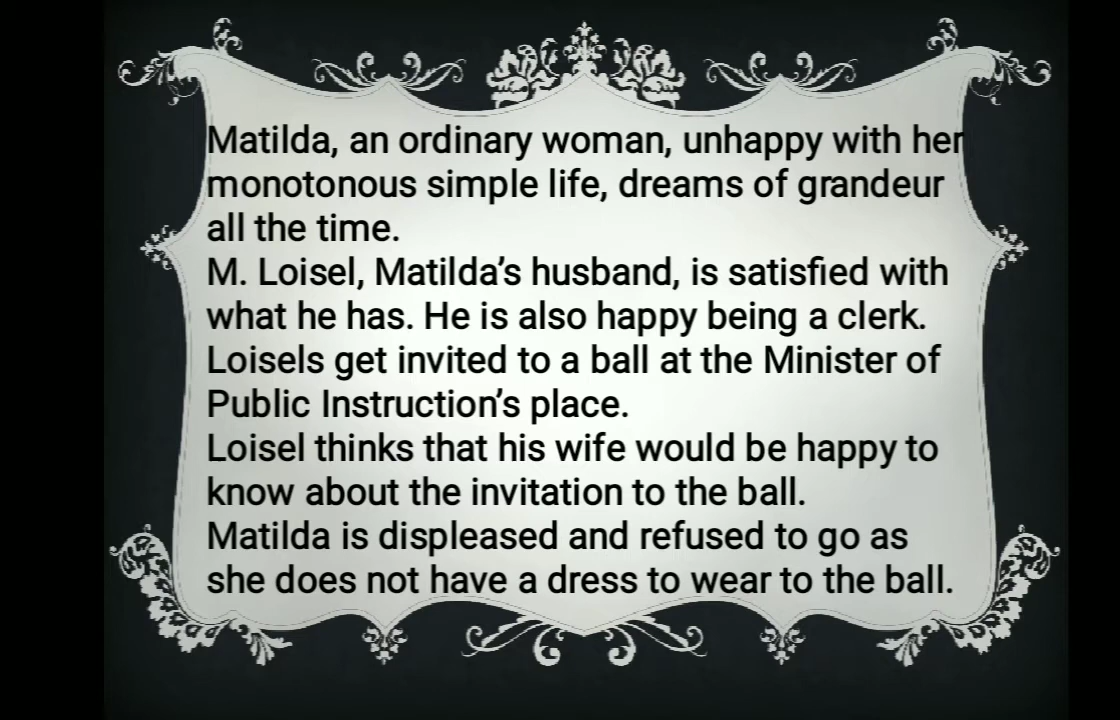 Matilda, an ordinary woman, unhappy with her
monotonous simple life, dreams of grandeur
all the time.
M. Loisel, Matilda’s husband, is satisfied with
what he has. He is also happy being a clerk.
Loisels get invited to a ball at the Minister of
Public Instruction’s place.
Loisel thinks that his wife would be happy to
know about the invitation to the ball.
Matilda is displeased and refused to go as
she does not have a dress to wear to the ball.